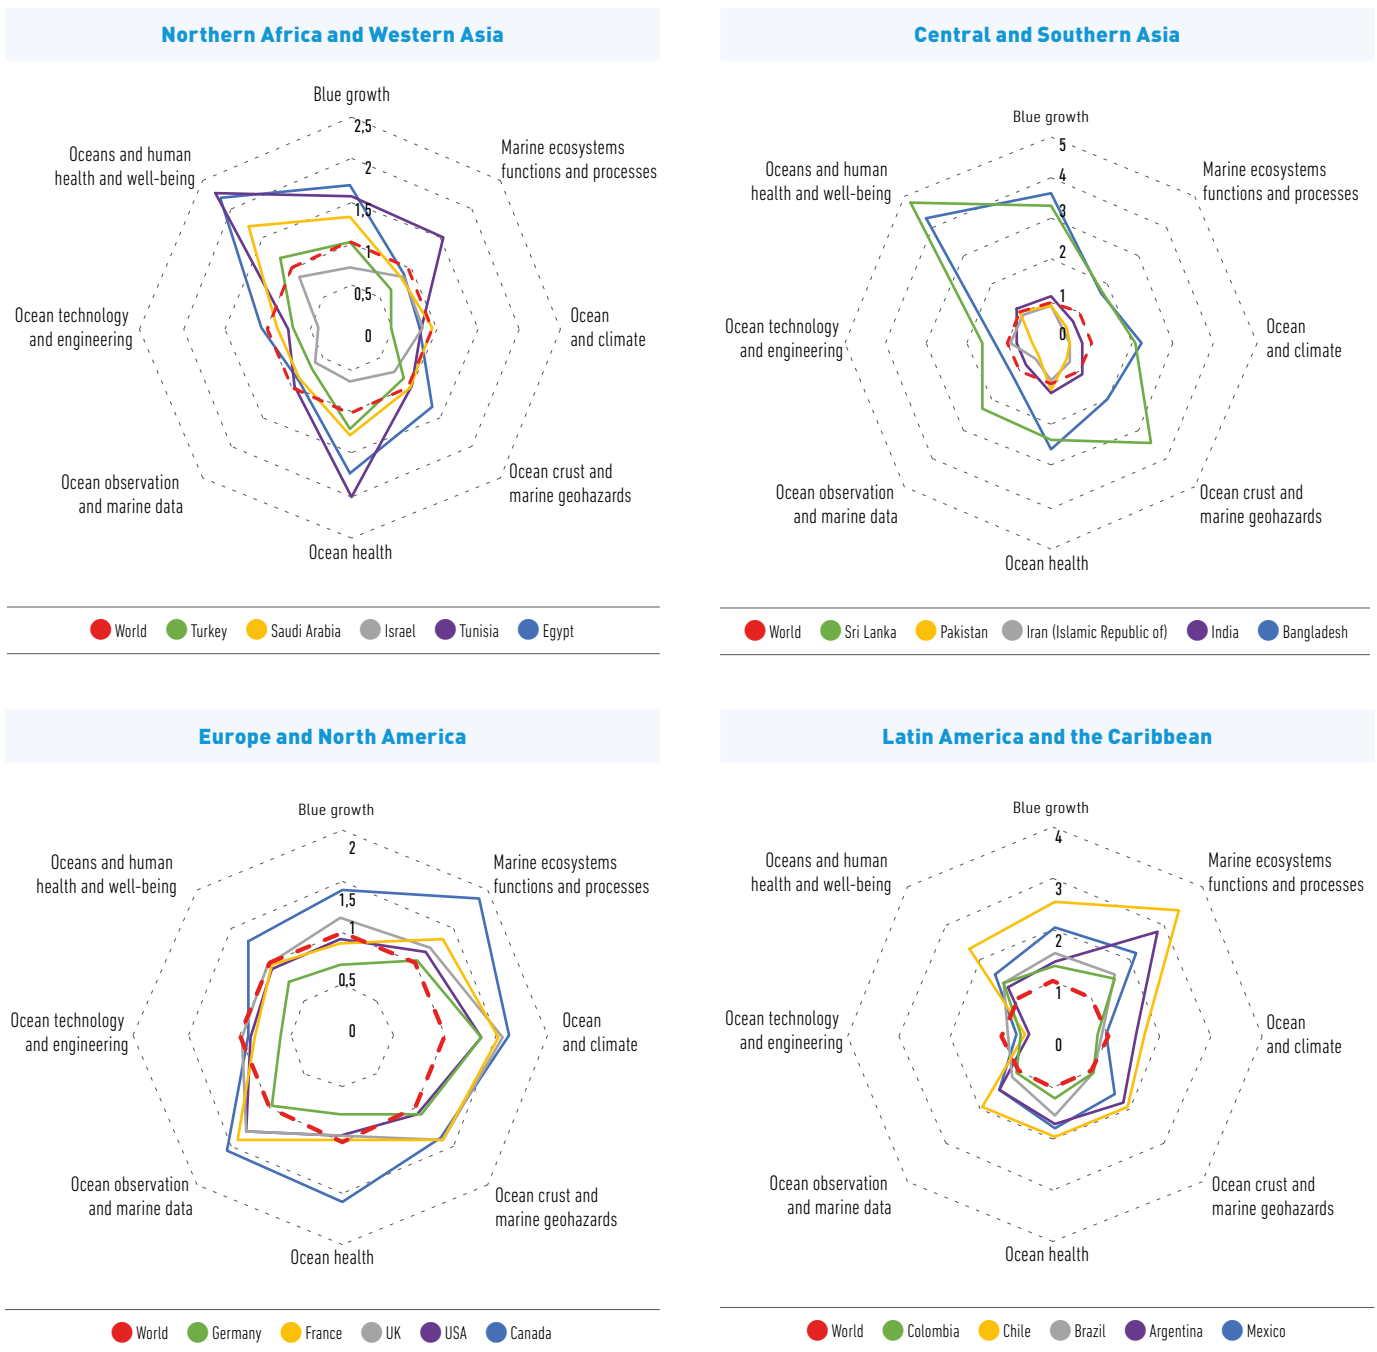 Northern Africa and Western Asia
Blue growth
2,5
2
1,5
1
0,5
0
Marine ecosystems
functions and processes
Ocean
and climate
Ocean crust and
marine geohazards
Ocean health
Ocean observation
and marine data
Ocean technology
and engineering
Oceans and human
health and well-being
World
Turkey
Saudi Arabia
Israel
Tunisia
Egypt
Central and Southern Asia
Blue growth
5
4
3
2
1
0
Marine ecosystems
functions and processes
Ocean
and climate
Ocean crust and
marine geohazards
Ocean health
Ocean observation
and marine data
Ocean technology
and engineering
Oceans and human
health and well-being
World
Sri Lanka
Pakistan
Iran (Islamic Republic of)
India
Bangladesh
Europe and North America
Blue growth
2
1,5
1
0,5
0
Marine ecosystems
functions and processes
Ocean
and climate
Ocean crust and
marine geohazards
Ocean health
Ocean observation
and marine data
Ocean technology
and engineering
Oceans and human
health and well-being
World
Germany
France
UK
USA
Canada
Latin America and the Caribbean
Blue growth
4
3
2
1
0
Marine ecosystems
functions and processes
Ocean
and climate
Ocean crust and
marine geohazards
Ocean health
Ocean observation
and marine data
Ocean technology
and engineering
Oceans and human
health and well-being
World
Colombia
Chile
Brazil
Argentina
Mexico